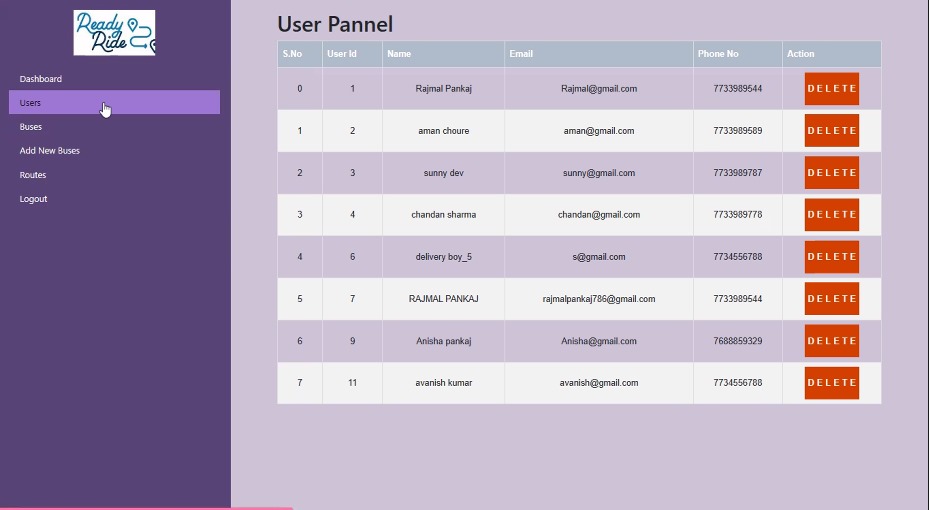 Ready
Ride
Dashboard
Users
Buses
Add New Buses
Routes
Logout
User Pannel
S.No User Id Name Email Phone No Action
0 1 Rajmal Pankaj Rajmal@gmail.com 7733989544 DELETE
1 2 aman choure aman@gmail.com 7733989589 DELETE
2 3 sunny dev sunny@gmail.com 7733989787 DELETE
3 4 chandan sharma chandan@gmail.com 7733989778 DELETE
4 6 delivery boy_5 s@gmail.com 7734556788 DELETE
5 7 RAJMAL PANKAJ rajmalpankaj786@gmail.com 7733989544 DELETE
6 9 Anisha pankaj Anisha@gmail.com 7688859329 DELETE
7 11 avanish kumar avanish@gmail.com 7734556788 DELETE